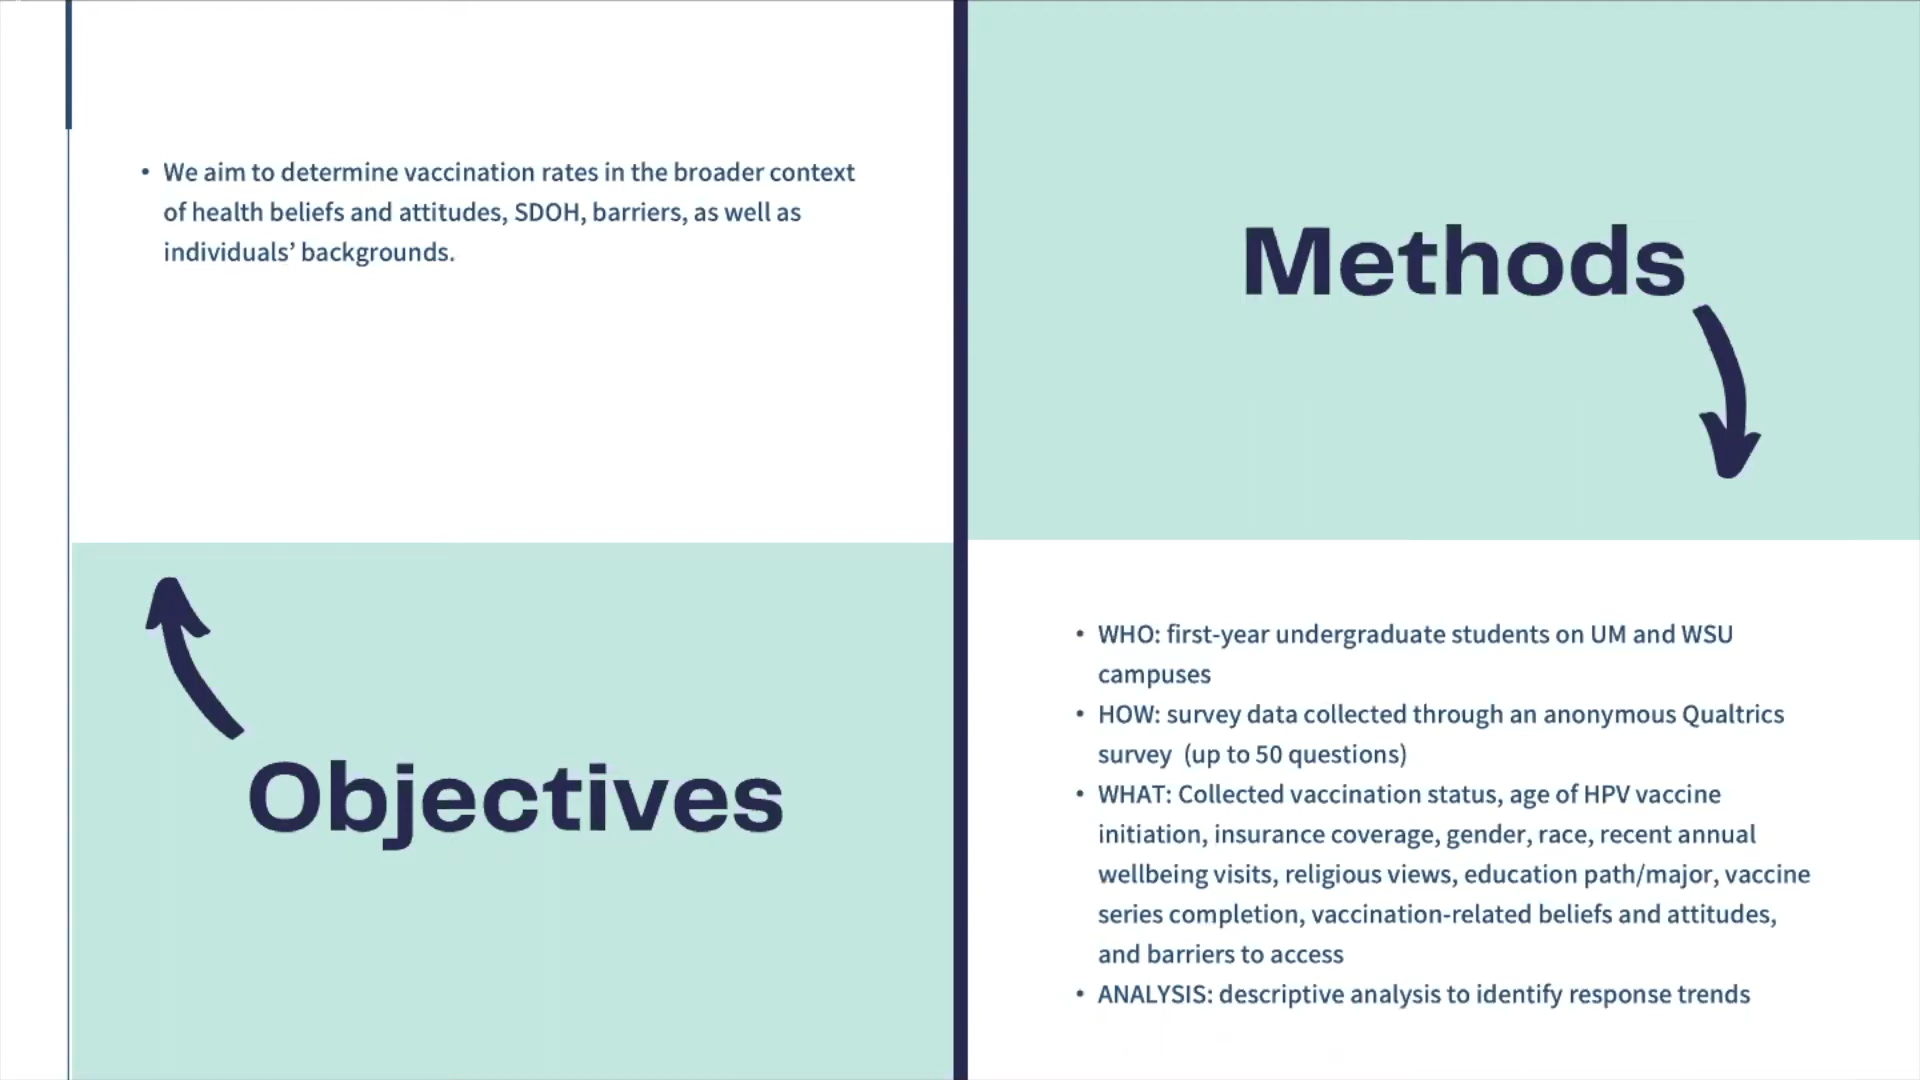 • We aim to determine vaccination rates in the broader context
of health beliefs and attitudes, SDOH, barriers, as well as
individuals’ backgrounds.
Objectives
Methods
• WHO: first-year undergraduate students on UM and WSU
campuses
• HOW: survey data collected through an anonymous Qualtrics
survey  (up to 50 questions)
• WHAT: Collected vaccination status, age of HPV vaccine
initiation, insurance coverage, gender, race, recent annual
wellbeing visits, religious views, education path/major, vaccine
series completion, vaccination-related beliefs and attitudes,
and barriers to access
• ANALYSIS: descriptive analysis to identify response trends